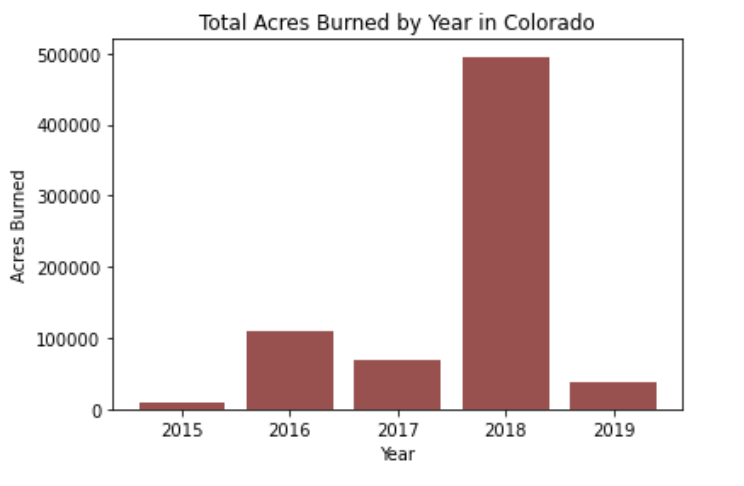 Total Acres Burned by Year in Colorado
500000
400000
300000
200000
100000
0
Acres Burned
2015 2016 2017 2018 2019
Year